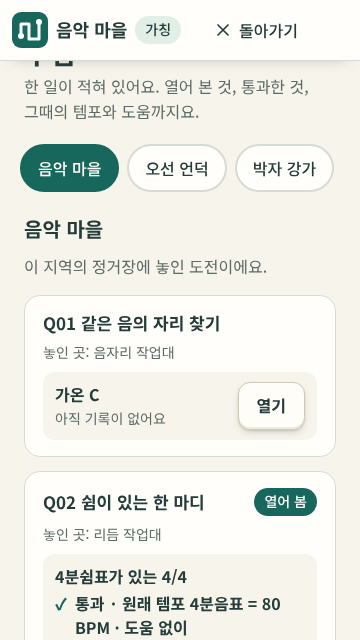 음악 마을 가칭 × 돌아가기
한 일이 적혀 있어요. 열어 본 것, 통과한 것,
그때의 템포와 도움까지요.
음악 마을 오선 언덕 박자 강가
음악 마을
이 지역의 정거장에 놓인 도전이에요.
Q01 같은 음의 자리 찾기
놓인 곳: 음자리 작업대
가온 C
아직 기록이 없어요
열기
Q02 쉼이 있는 한 마디 열어 봄
놓인 곳: 리듬 작업대
4분쉼표가 있는 4/4
✓ 통과 · 원래 템포 4분음표 = 80
BPM · 도움 없이